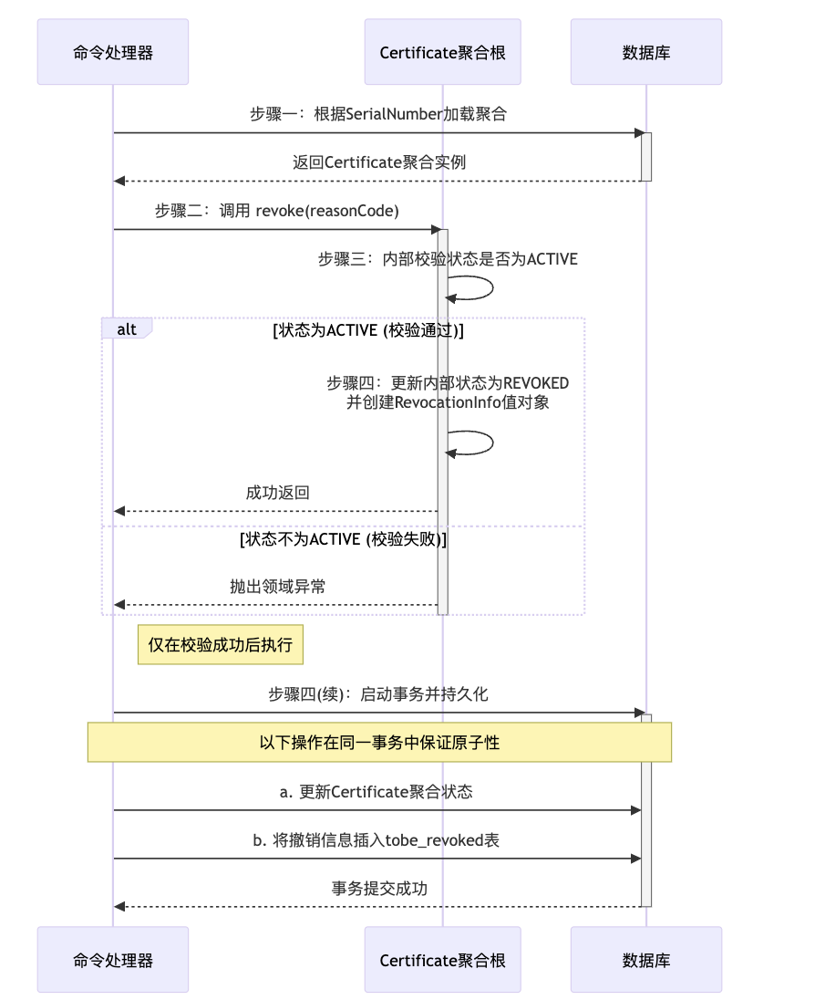 命令处理器
Certificate聚合根
数据库
步骤一：根据SerialNumber加载聚合
返回Certificate聚合实例
步骤二：调用 revoke(reasonCode)
步骤三：内部校验状态是否为ACTIVE
alt
[状态为ACTIVE (校验通过)]
步骤四：更新内部状态为REVOKED
并创建RevocationInfo值对象
成功返回
[状态不为ACTIVE (校验失败)]
抛出领域异常
仅在校验成功后执行
步骤四(续)：启动事务并持久化
以下操作在同一事务中保证原子性
a. 更新Certificate聚合状态
b. 将撤销信息插入tobe_revoked表
事务提交成功
命令处理器
Certificate聚合根
数据库